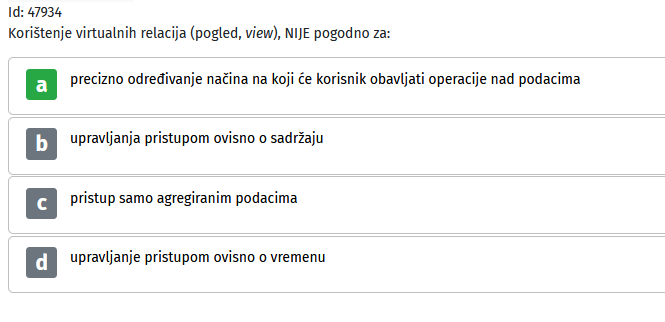 Id: 47934
Korištenje virtualnih relacija (pogled, view), NIJE pogodno za:
a precizno određivanje načina na koji će korisnik obavljati operacije nad podacima
b upravljanja pristupom ovisno o sadržaju
c pristup samo agregiranim podacima
d upravljanje pristupom ovisno o vremenu